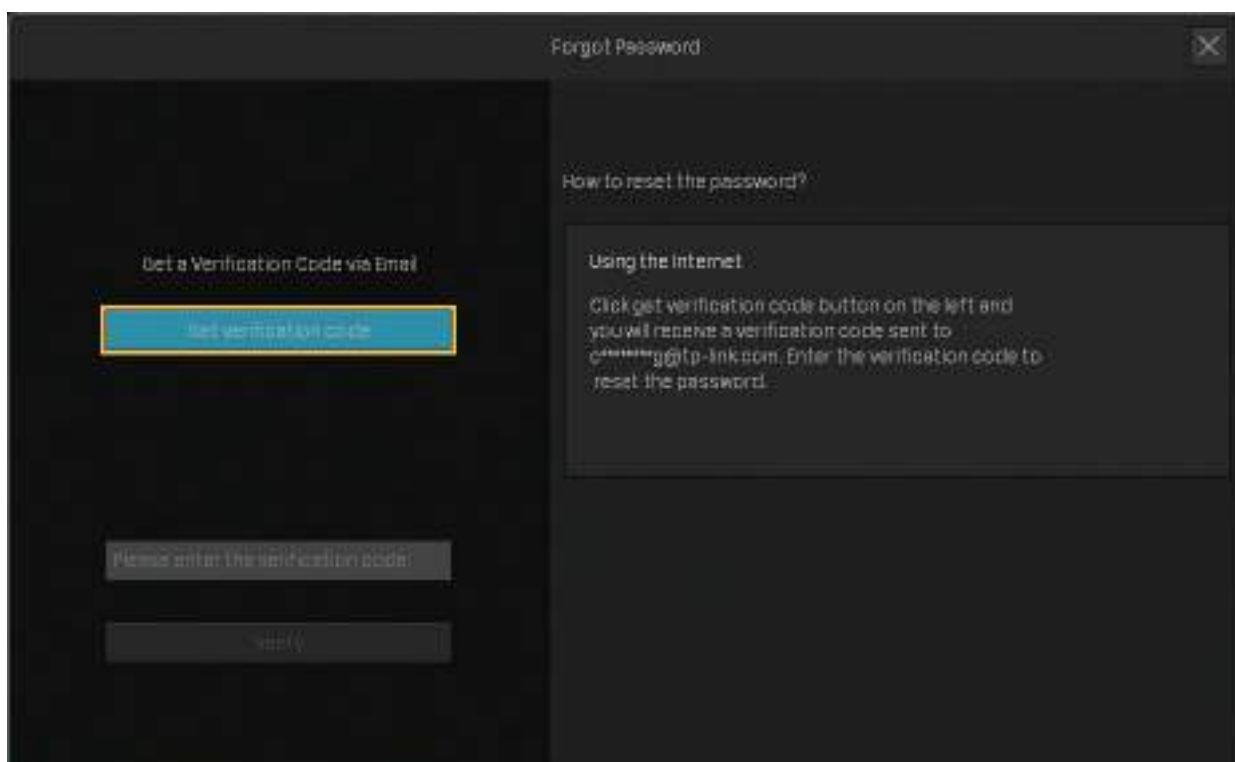 Forgot Password
How to reset the password?
Get a Verification Code via Email
Get verification code
Using the Internet
Click get verification code button on the left and
you will receive a verification code sent to
c********g@tp-link.com. Enter the verification code to
reset the password.
Please enter the verification code.
Verify